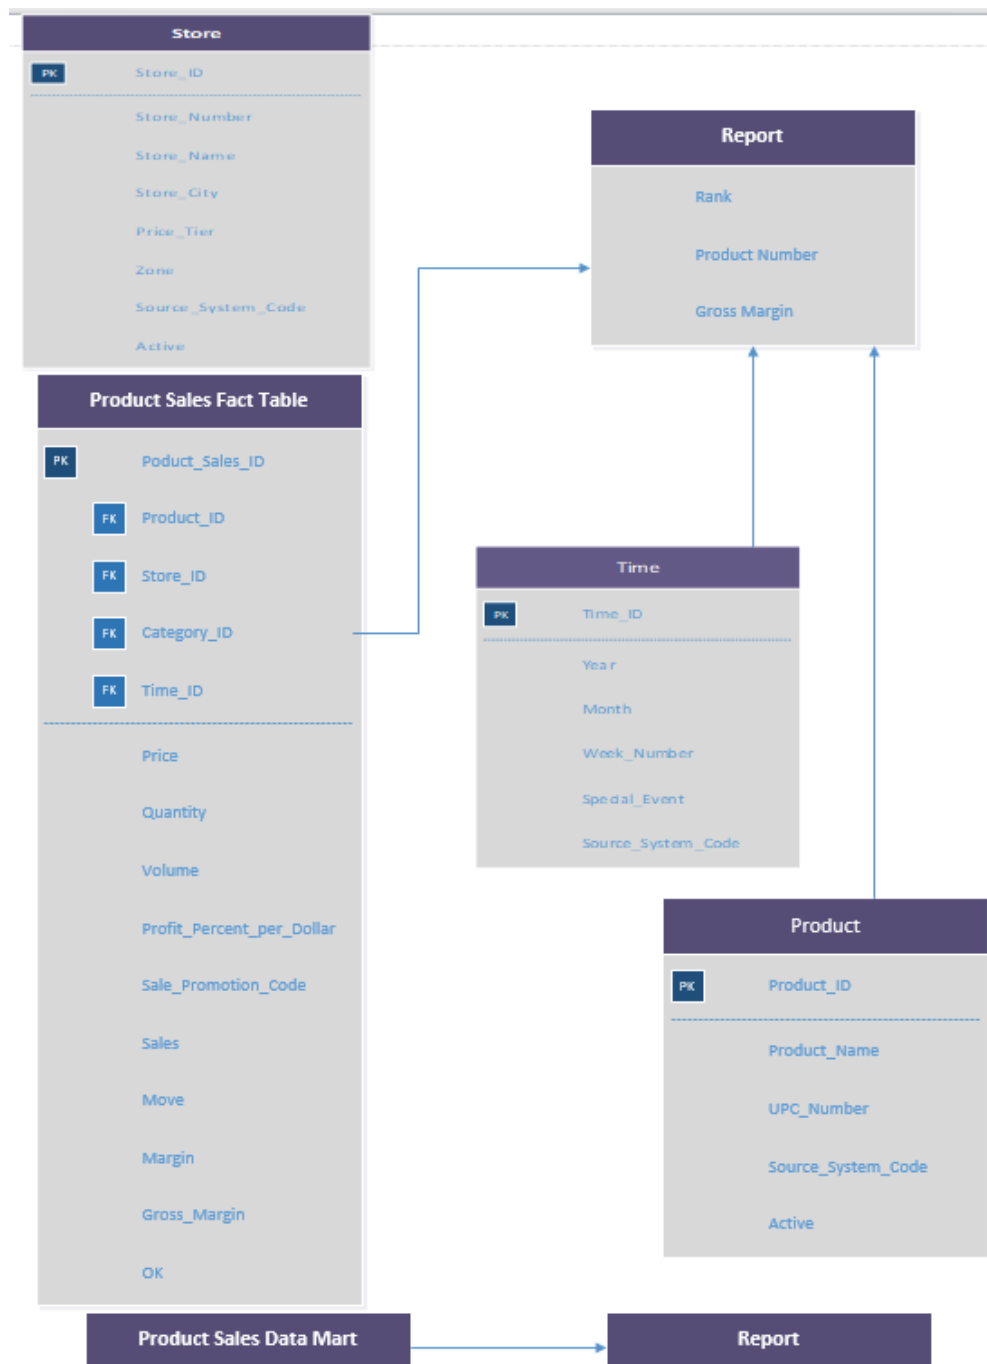 Store
PK Store_ID
Store_Number
Store_Name
Store_City
Price_Tier
Zone
Source_System_Code
Active
Report
Rank
Product Number
Gross Margin
Product Sales Fact Table
PK Poduct_Sales_ID
FK Product_ID
FK Store_ID
FK Category_ID
FK Time_ID
Price
Quantity
Volume
Profit_Percent_per_Dollar
Sale_Promotion_Code
Sales
Move
Margin
Gross_Margin
OK
Time
PK Time_ID
Year
Month
Week_Number
Special_Event
Source_System_Code
Product
PK Product_ID
Product_Name
UPC_Number
Source_System_Code
Active
Product Sales Data Mart
Report